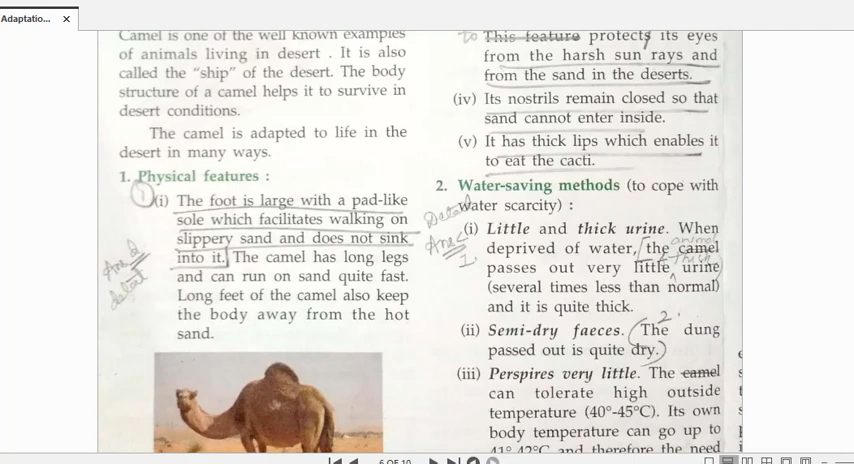 Adaptatio...
Camel is one of the well known examples
of animals living in desert . It is also
called the "ship" of the desert. The body
structure of a camel helps it to survive in
desert conditions.
The camel is adapted to life in the
desert in many ways.
1. Physical features :
(i) The foot is large with a pad-like
sole which facilitates walking on
slippery sand and does not sink
into it. The camel has long legs
and can run on sand quite fast.
Long feet of the camel also keep
the body away from the hot
sand.
to This feature protects its eyes
from the harsh sun rays and
from the sand in the deserts.
(iv) Its nostrils remain closed so that
sand cannot enter inside.
(v) It has thick lips which enables it
to eat the cacti.
2. Water-saving methods (to cope with
water scarcity) :
(i) Little and thick urine. When
deprived of water, the camel
passes out very little urine
(several times less than normal)
and it is quite thick.
(ii) Semi-dry faeces. (The dung
passed out is quite dry.)
(iii) Perspires very little. The camel
can tolerate high outside
temperature (40°-45°C). Its own
body temperature can go up to
41°-42°C and therefore the need
6 OF 10